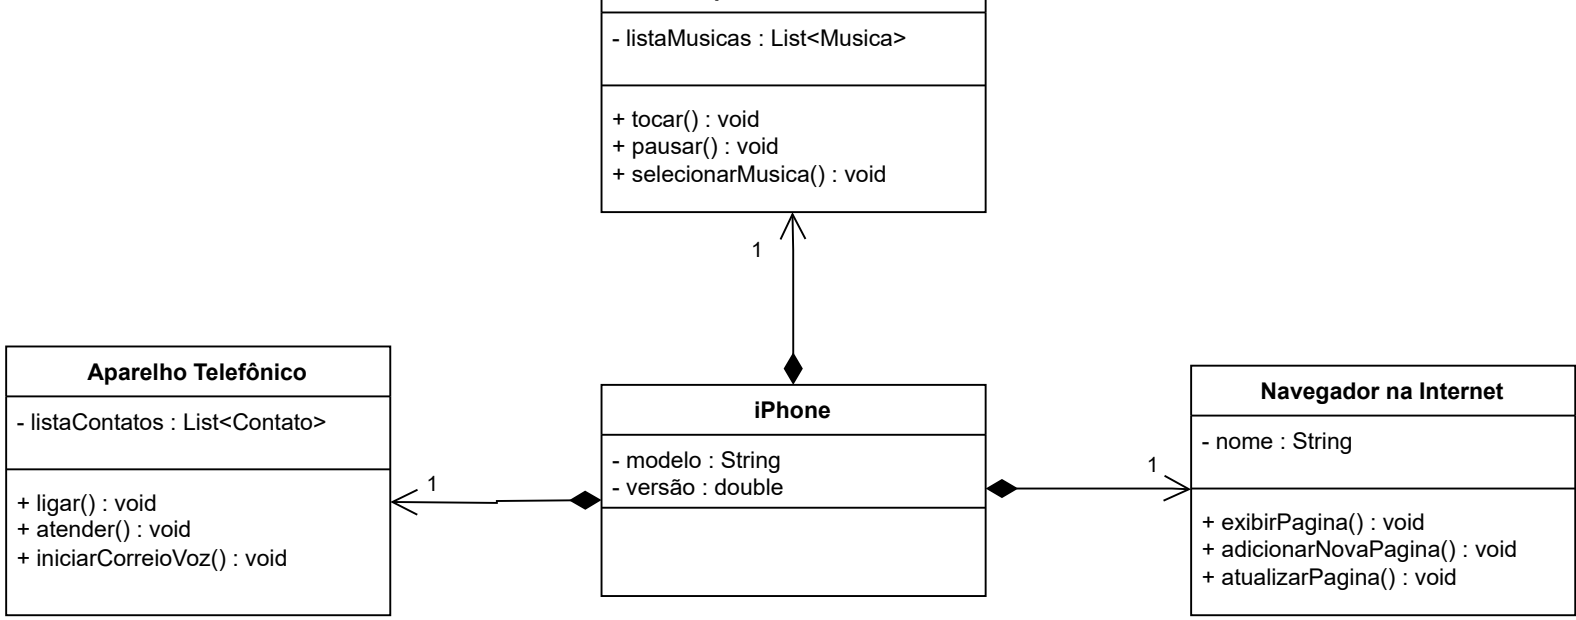 - listaMusicas : List<Musica>
+ tocar() : void
+ pausar() : void
+ selecionarMusica() : void
1
Aparelho Telefônico
- listaContatos : List<Contato>
+ ligar() : void
+ atender() : void
+ iniciarCorreioVoz() : void
1
iPhone
- modelo : String
- versão : double
1
Navegador na Internet
- nome : String
+ exibirPagina() : void
+ adicionarNovaPagina() : void
+ atualizarPagina() : void